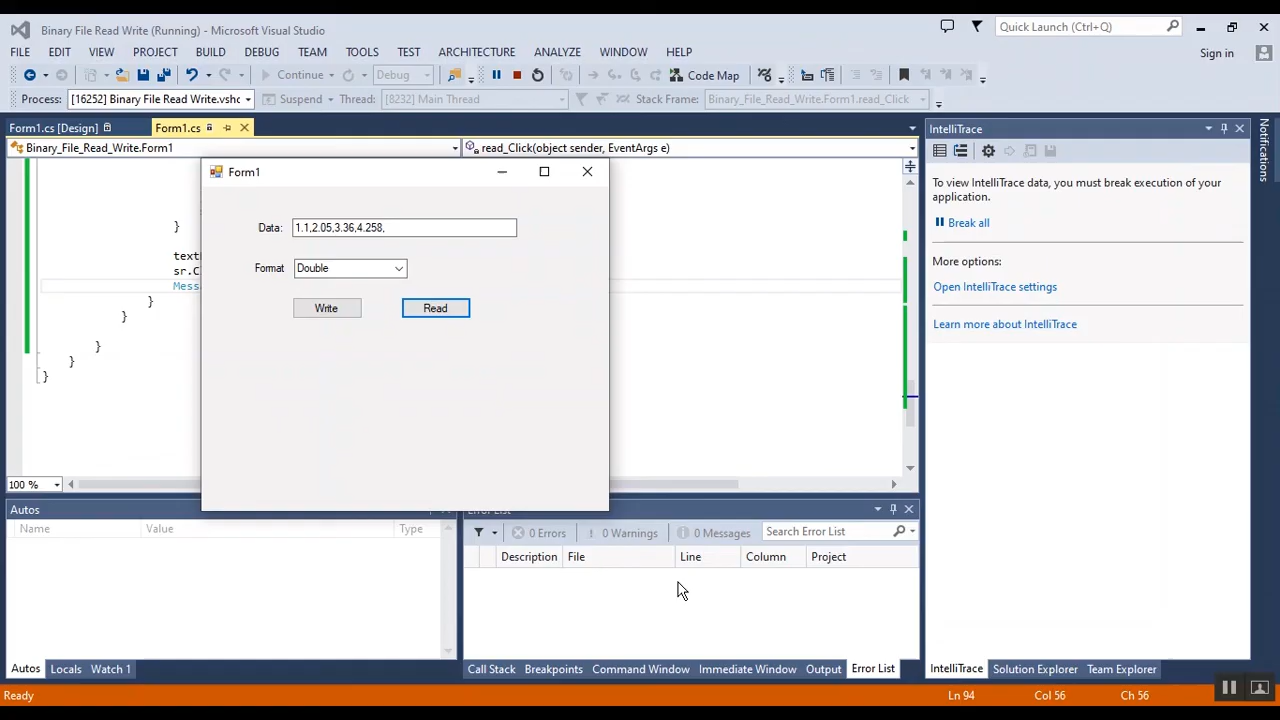 Binary File Read Write (Running) - Microsoft Visual Studio
Quick Launch (Ctrl+Q)
FILE EDIT VIEW PROJECT BUILD DEBUG TEAM TOOLS TEST ARCHITECTURE ANALYZE WINDOW HELP
Sign in
Continue Debug Code Map
Process: [16252] Binary File Read Write.vshc Suspend Thread: [8232] Main Thread Stack Frame: Binary_File_Read_Write.Form1.read_Click
Form1.cs [Design] Form1.cs
Binary_File_Read_Write.Form1 read_Click(object sender, EventArgs e)
Form1
Data: 1.1,2.05,3.36,4.258,
Format Double
Write Read
}
sr.C
Mess
}
}
}
}
}
100 %
IntelliTrace
To view IntelliTrace data, you must break execution of your
application.
Break all
More options:
Open IntelliTrace settings
Learn more about IntelliTrace
Notifications
Autos
Name Value Type
Error List
0 Errors 0 Warnings 0 Messages Search Error List
Description File Line Column Project
Autos Locals Watch 1
Call Stack Breakpoints Command Window Immediate Window Output Error List
IntelliTrace Solution Explorer Team Explorer
Ready Ln 94 Col 56 Ch 56